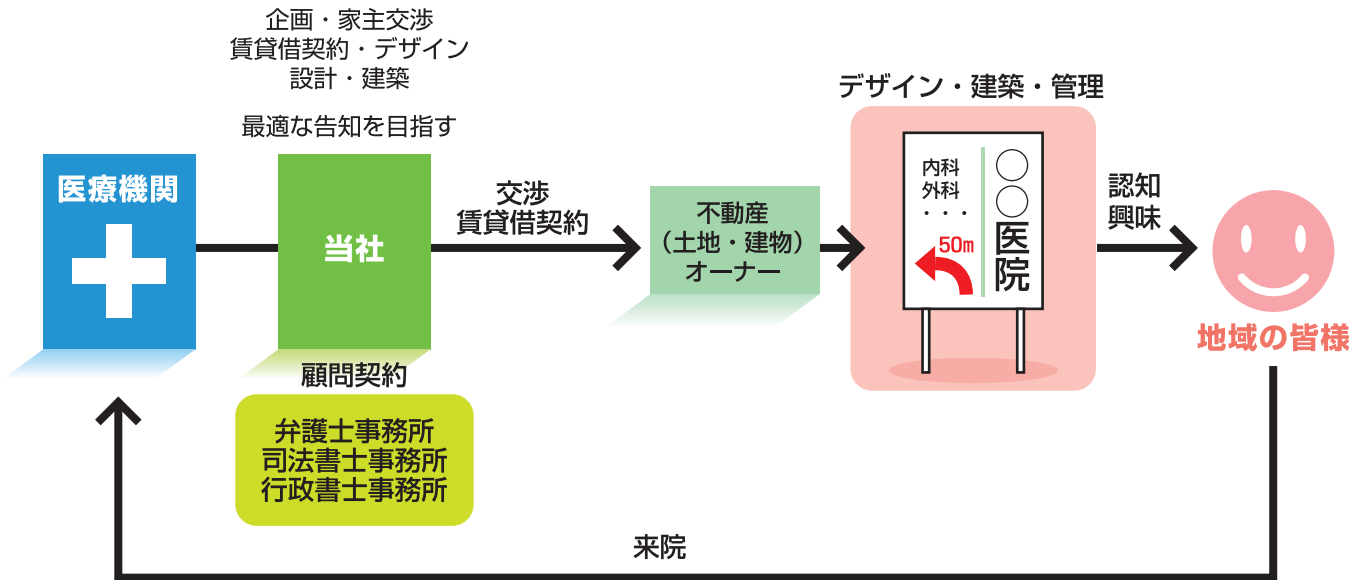 企画・家主交渉
賃貸借契約・デザイン
設計・建築
最適な告知を目指す
医療機関
当社
顧問契約
弁護士事務所
司法書士事務所
行政書士事務所
交渉
賃貸借契約
不動産
（土地・建物）
オーナー
デザイン・建築・管理
内科
外科
・・・
50m
○○医院
認知
興味
地域の皆様
来院